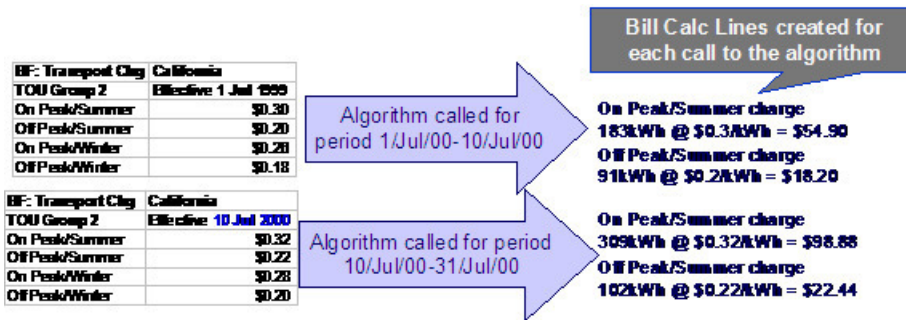 Bill Calc Lines created for
each call to the algorithm
BF: Transport Chg California
TOU Group 2 Effective 1 Jul 1999
On Peak/Summer $0.30
Off Peak/Summer $0.20
On Peak/Winter $0.26
Off Peak/Winter $0.18
Algorithm called for
period 1/Jul/00-10/Jul/00
On Peak/Summer charge
183kWh @ $0.3/kWh = $54.90
Off Peak/Summer charge
91kWh @ $0.2/kWh = $18.20
BF: Transport Chg California
TOU Group 2 Effective 10 Jul 2000
On Peak/Summer $0.32
Off Peak/Summer $0.22
On Peak/Winter $0.28
Off Peak/Winter $0.20
Algorithm called for period
10/Jul/00-31/Jul/00
On Peak/Summer charge
309kWh @ $0.32/kWh = $98.88
Off Peak/Summer charge
102kWh @ $0.22/kWh = $22.44